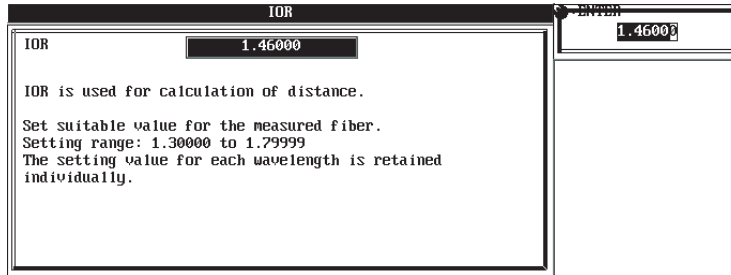 IOR
ENTER
IOR 1.46000
1.46000
IOR is used for calculation of distance.
Set suitable value for the measured fiber.
Setting range: 1.30000 to 1.79999
The setting value for each wavelength is retained
individually.